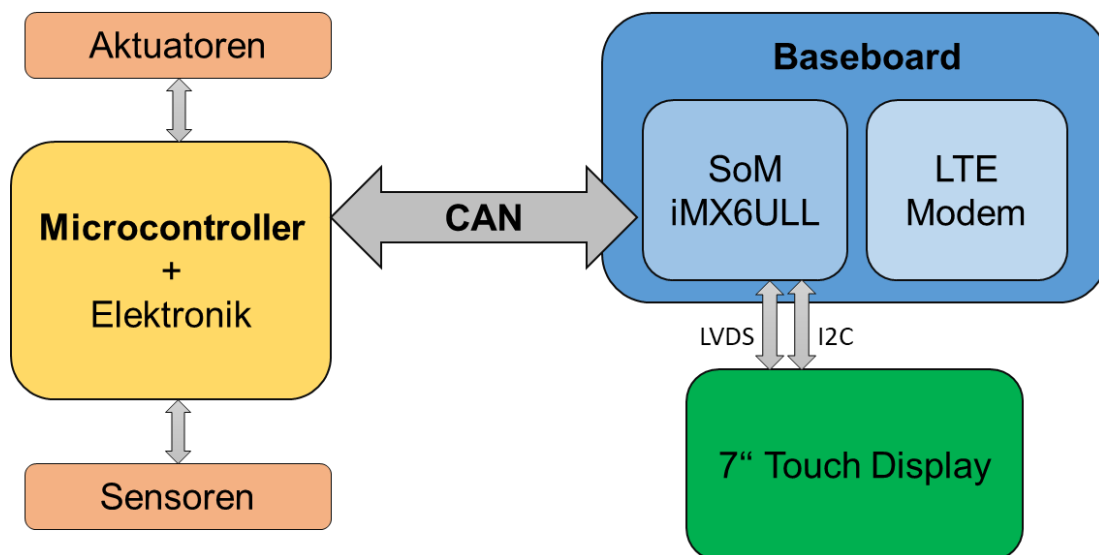 Aktuatoren
Microcontroller
+
Elektronik
Sensoren
CAN
Baseboard
SoM
iMX6ULL
LTE
Modem
LVDS
I2C
7“ Touch Display